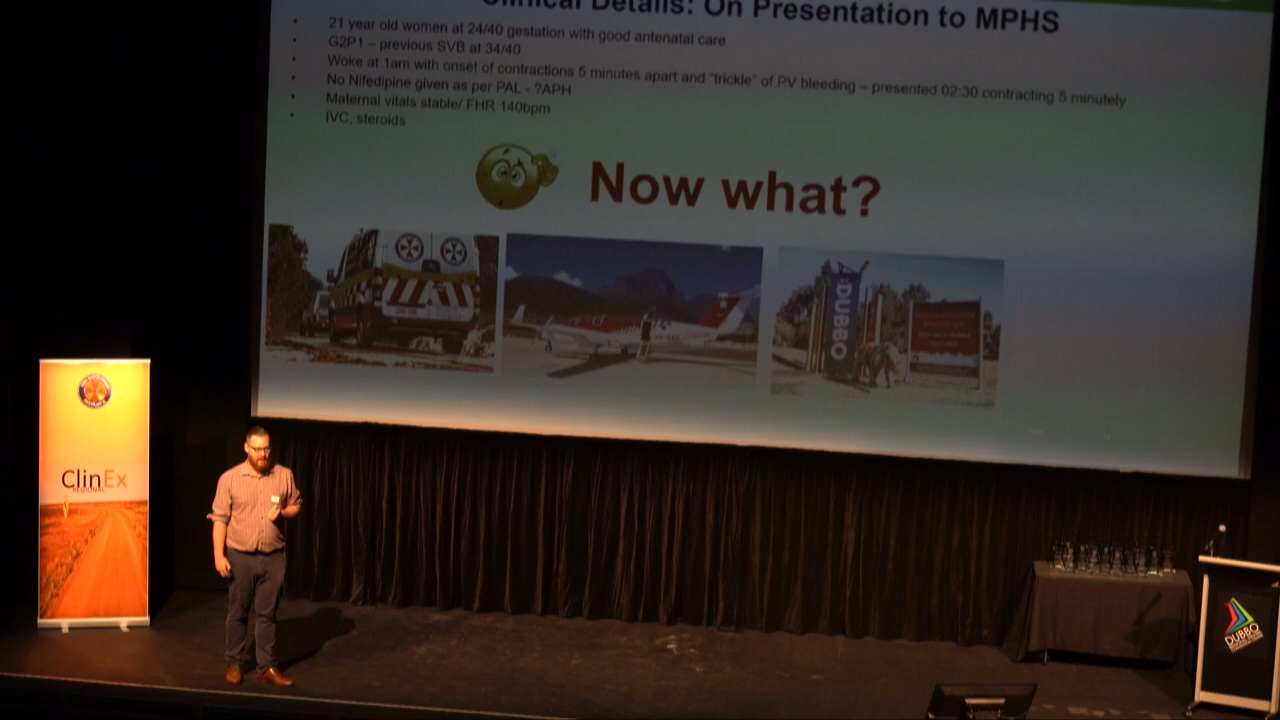 Clinical Details: On Presentation to MPHS
• 21 year old women at 24/40 gestation with good antenatal care
• G2P1 – previous SVB at 34/40
• Woke at 1am with onset of contractions 5 minutes apart and "trickle" of PV bleeding – presented 02:30 contracting 5 minutely
• No Nifedipine given as per PAL - ?APH
• Maternal vitals stable/ FHR 140bpm
• IVC, steroids
Now what?
:DUBBO
ClinEx
REGIONAL
DUBBO